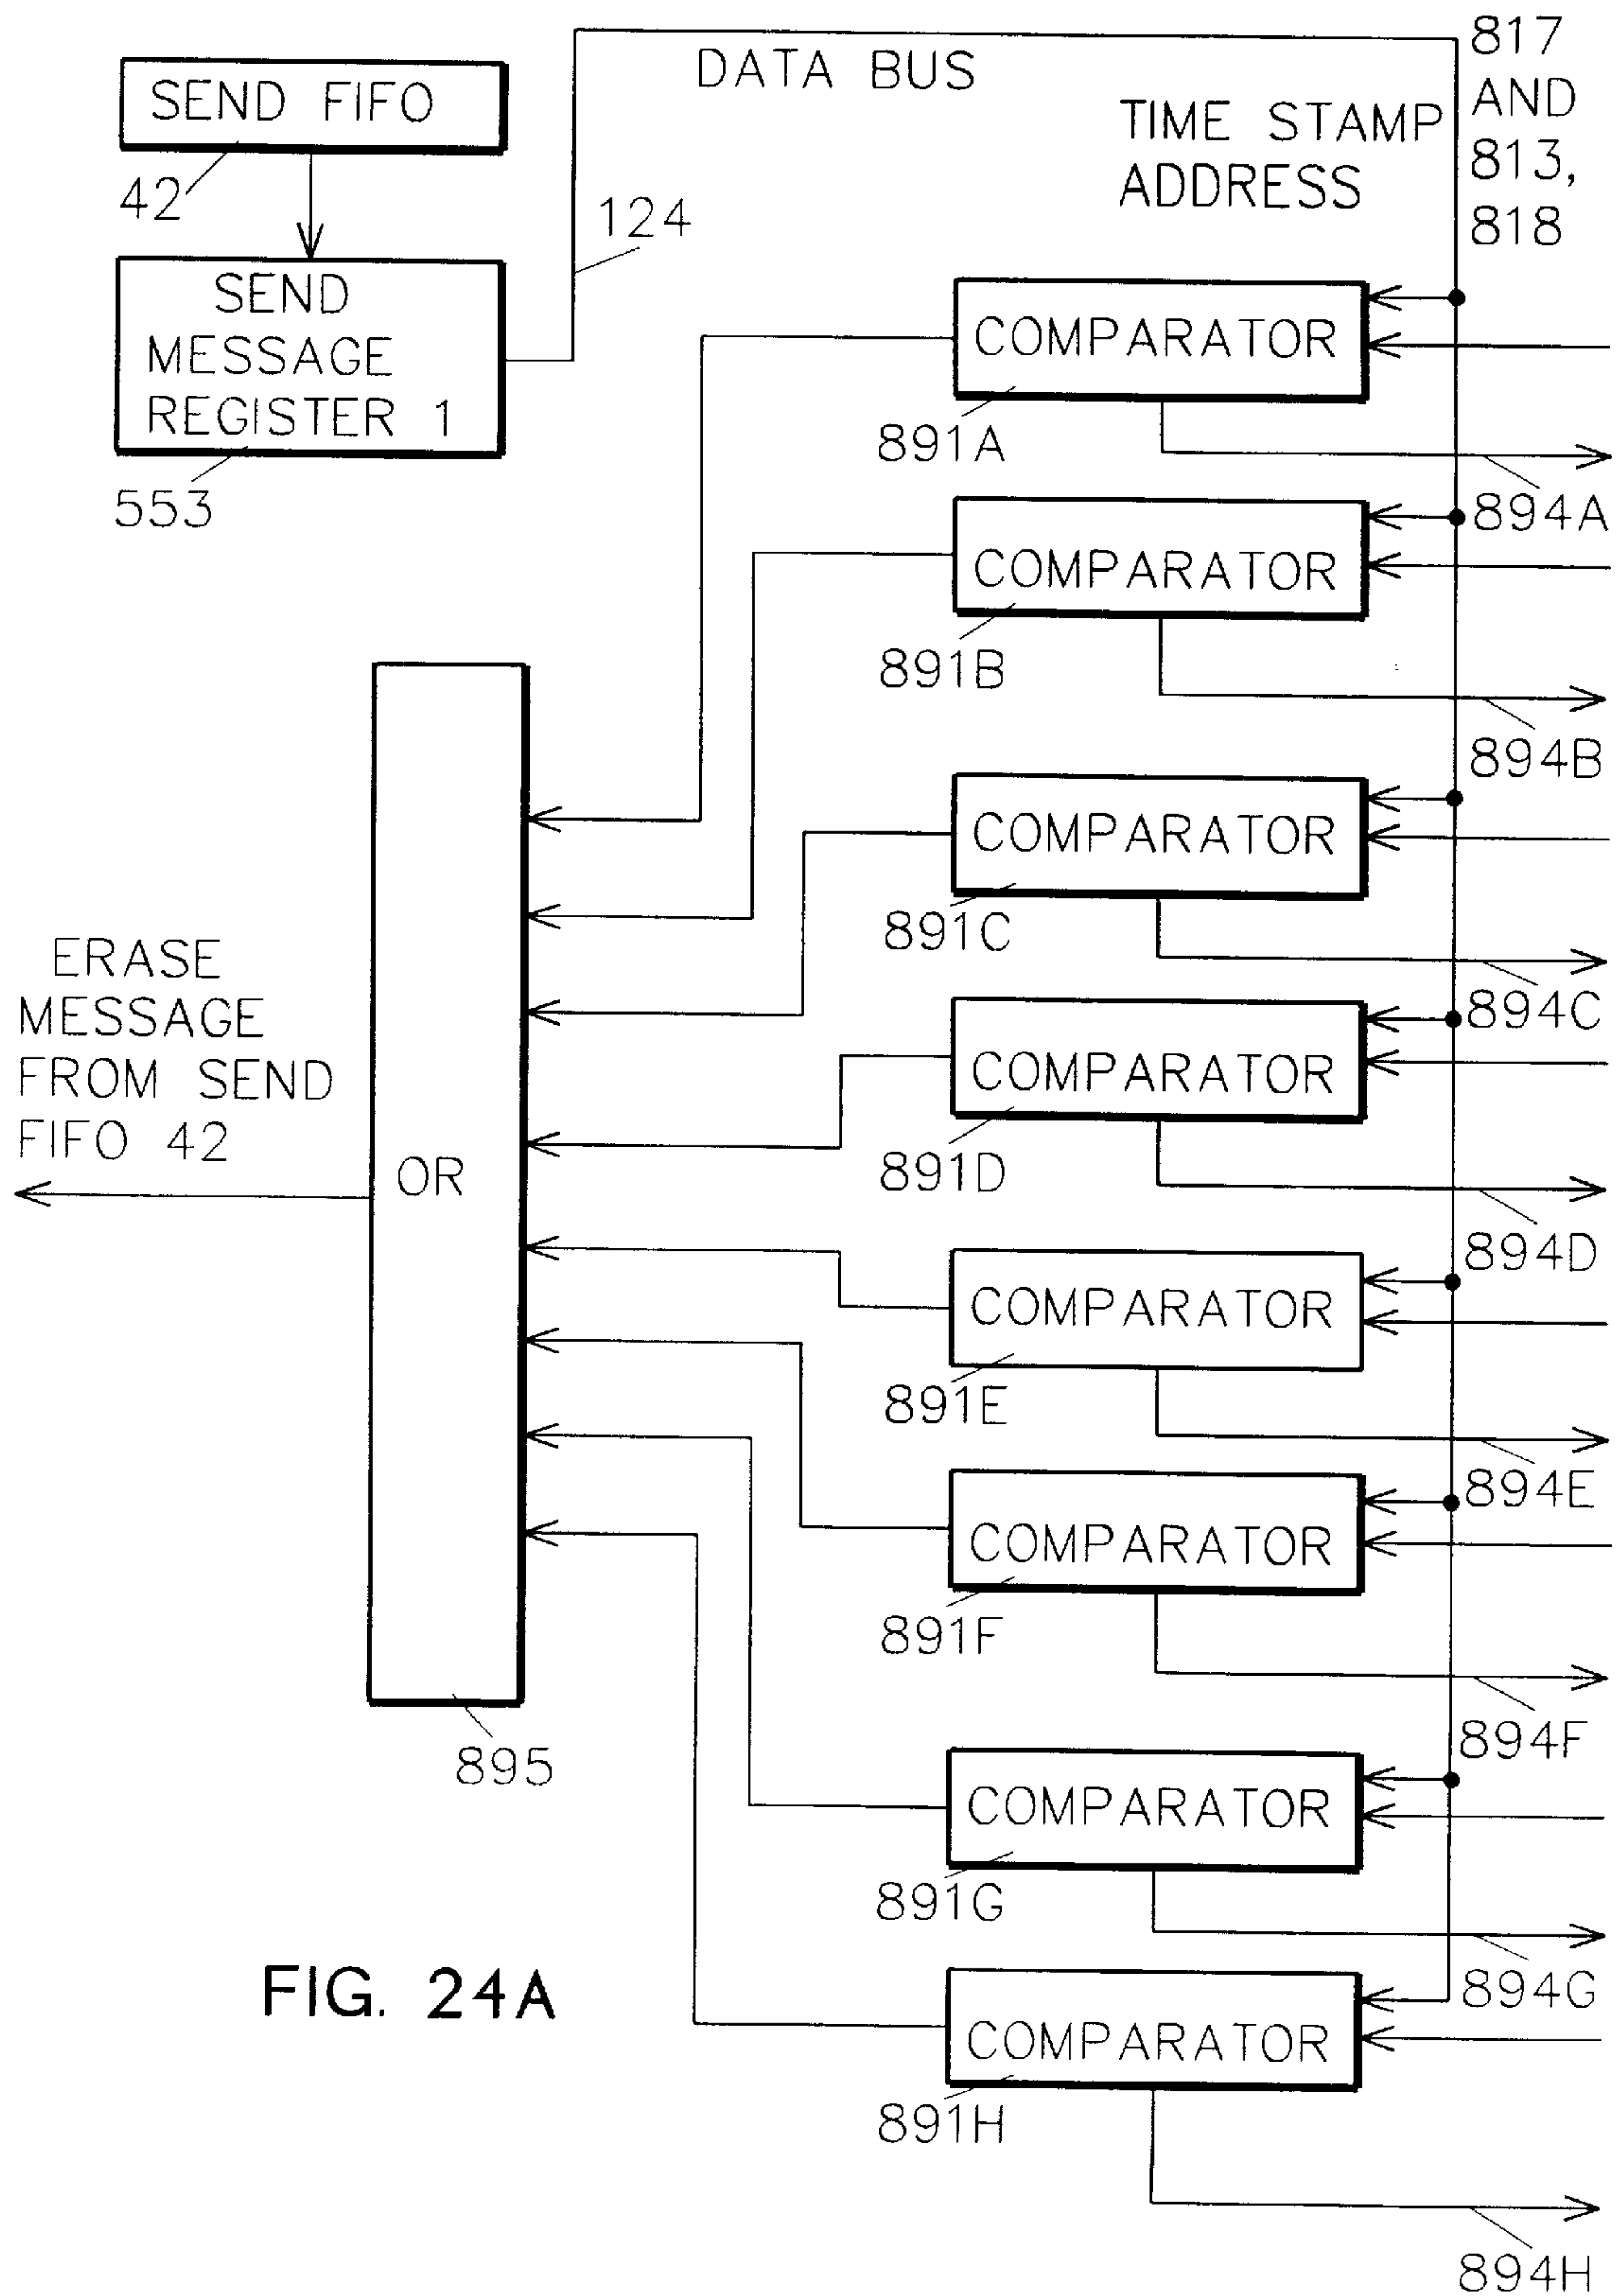 SEND FIFO
42
SEND
MESSAGE
REGISTER 1
553
124
DATA BUS
TIME STAMP
ADDRESS
817
AND
813,
818
COMPARATOR
891A
894A
COMPARATOR
891B
894B
COMPARATOR
891C
894C
COMPARATOR
891D
894D
COMPARATOR
891E
894E
COMPARATOR
891F
894F
COMPARATOR
891G
894G
COMPARATOR
891H
894H
ERASE
MESSAGE
FROM SEND
FIFO 42
OR
895
FIG. 24A